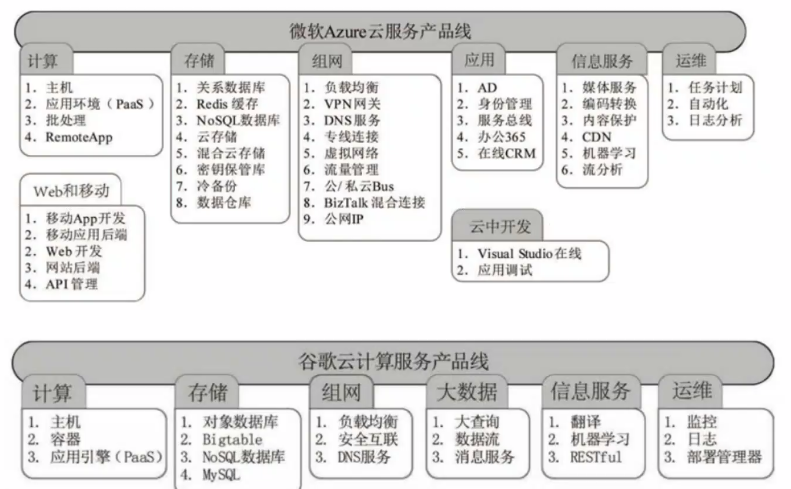 微软Azure云服务产品线
计算
1. 主机
2. 应用环境（PaaS）
3. 批处理
4. RemoteApp
存储
1. 关系数据库
2. Redis 缓存
3. NoSQL数据库
4. 云存储
5. 混合云存储
6. 密钥保管库
7. 冷备份
8. 数据仓库
组网
1. 负载均衡
2. VPN网关
3. DNS服务
4. 专线连接
5. 虚拟网络
6. 流量管理
7. 公/私云Bus
8. BizTalk 混合连接
9. 公网IP
应用
1. AD
2. 身份管理
3. 服务总线
4. 办公365
5. 在线CRM
信息服务
1. 媒体服务
2. 编码转换
3. 内容保护
4. CDN
5. 机器学习
6. 流分析
运维
1. 任务计划
2. 自动化
3. 日志分析
Web和移动
1. 移动App开发
2. 移动应用后端
2. Web 开发
3. 网站后端
4. API 管理
云中开发
1. Visual Studio在线
2. 应用调试
谷歌云计算服务产品线
计算
1. 主机
2. 容器
3. 应用引擎（PaaS）
存储
1. 对象数据库
2. Bigtable
3. NoSQL数据库
4. MySQL
组网
1. 负载均衡
2. 安全互联
3. DNS服务
大数据
1. 大查询
2. 数据流
3. 消息服务
信息服务
1. 翻译
2. 机器学习
3. RESTful
运维
1. 监控
2. 日志
3. 部署管理器